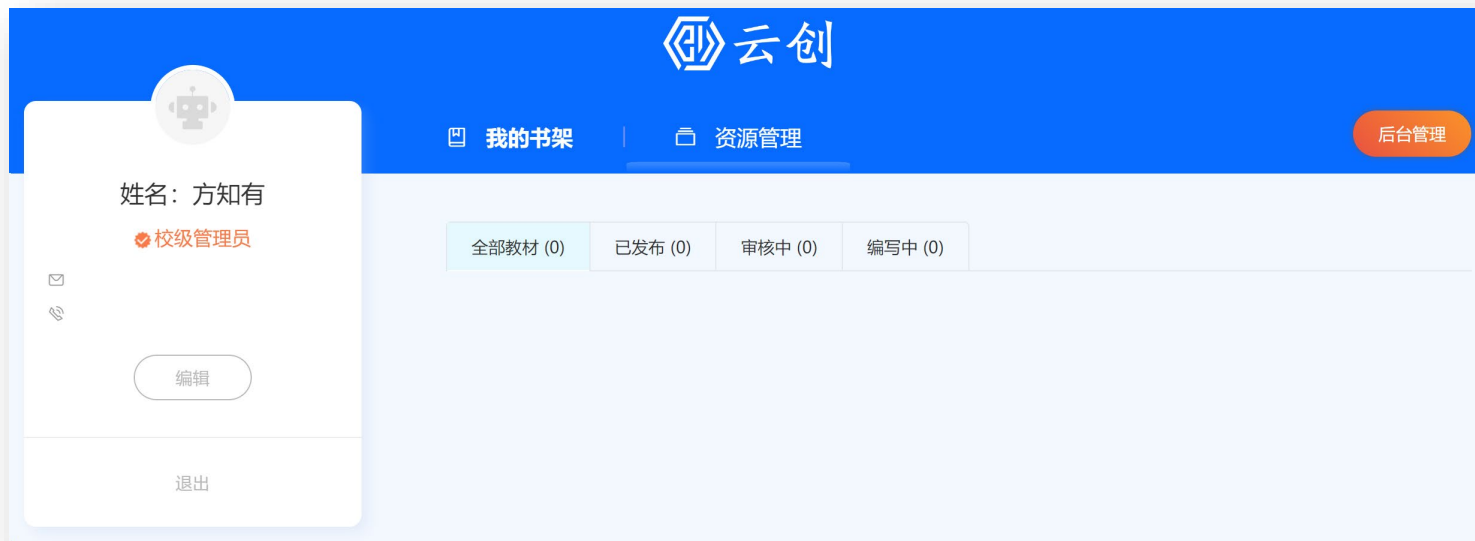 云创
我的书架
资源管理
后台管理
姓名：方知有
校级管理员
编辑
退出
全部教材 (0)
已发布 (0)
审核中 (0)
编写中 (0)